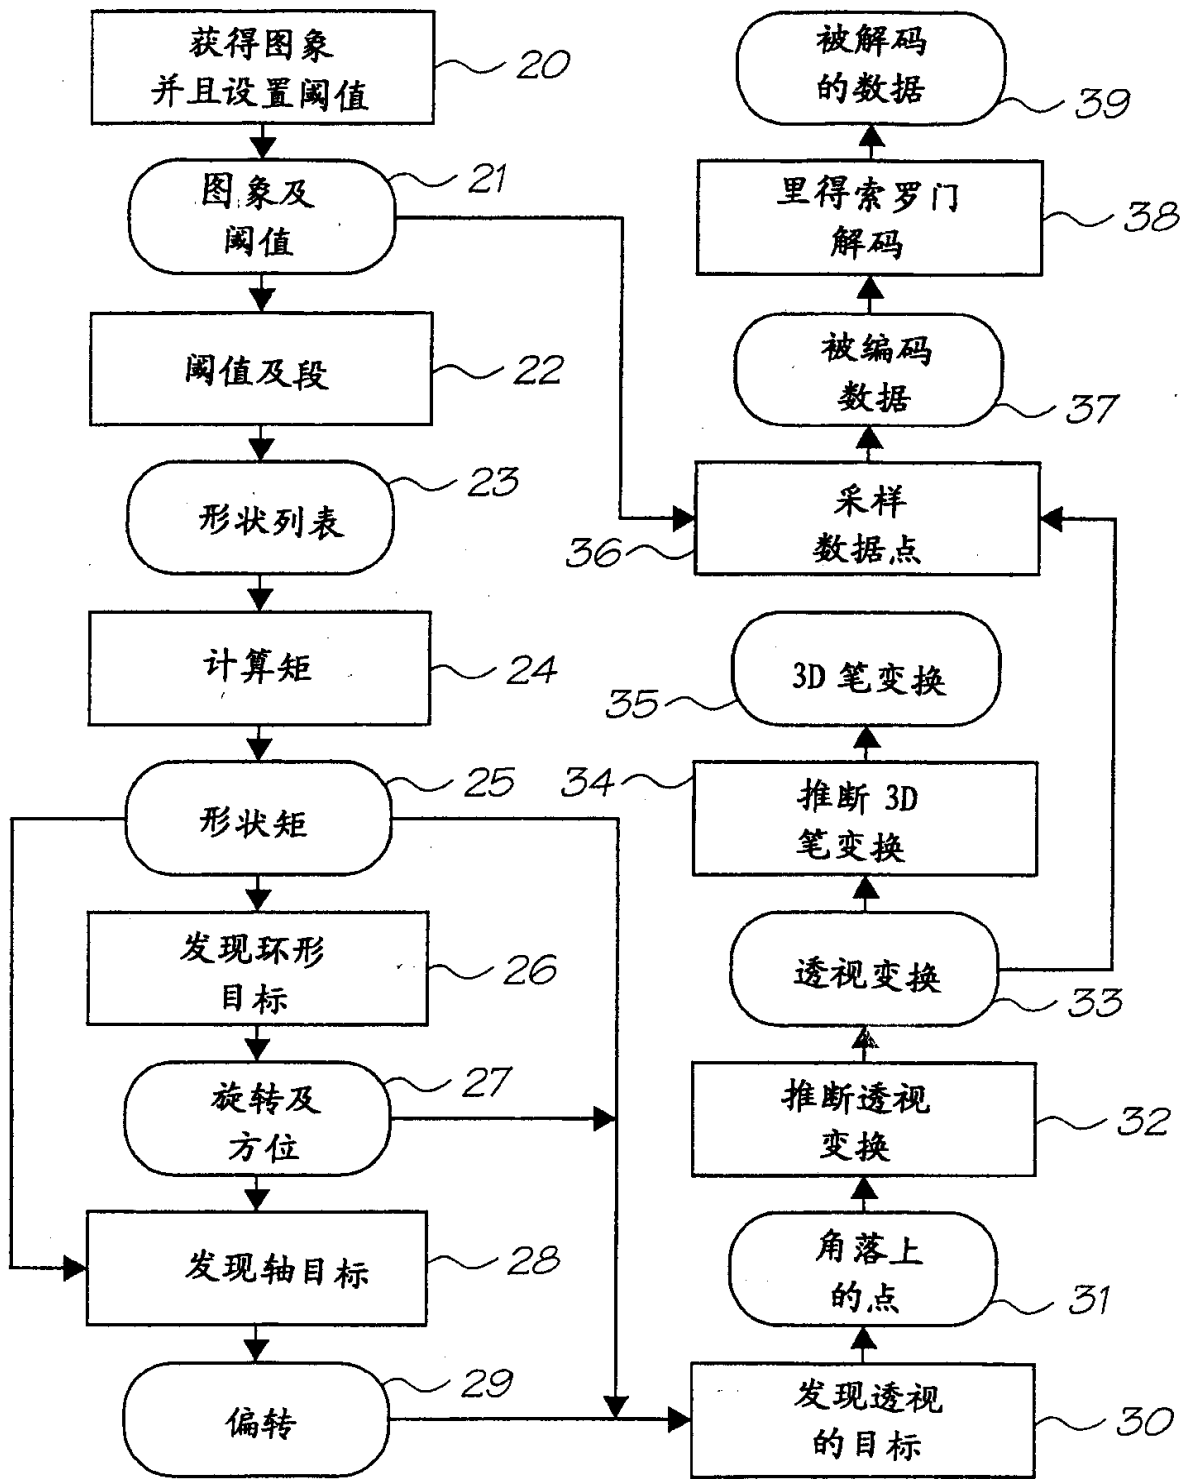 获得图象
并且设置阈值
20
图象及
阈值
21
阈值及段
22
形状列表
23
计算矩
24
形状矩
25
发现环形
目标
26
旋转及
方位
27
发现轴目标
28
偏转
29
被解码
的数据
39
里得索罗门
解码
38
被编码
数据
37
采样
数据点
36
3D 笔变换
35
34
推断 3D
笔变换
透视变换
33
推断透视
变换
32
角落上
的点
31
发现透视
的目标
30